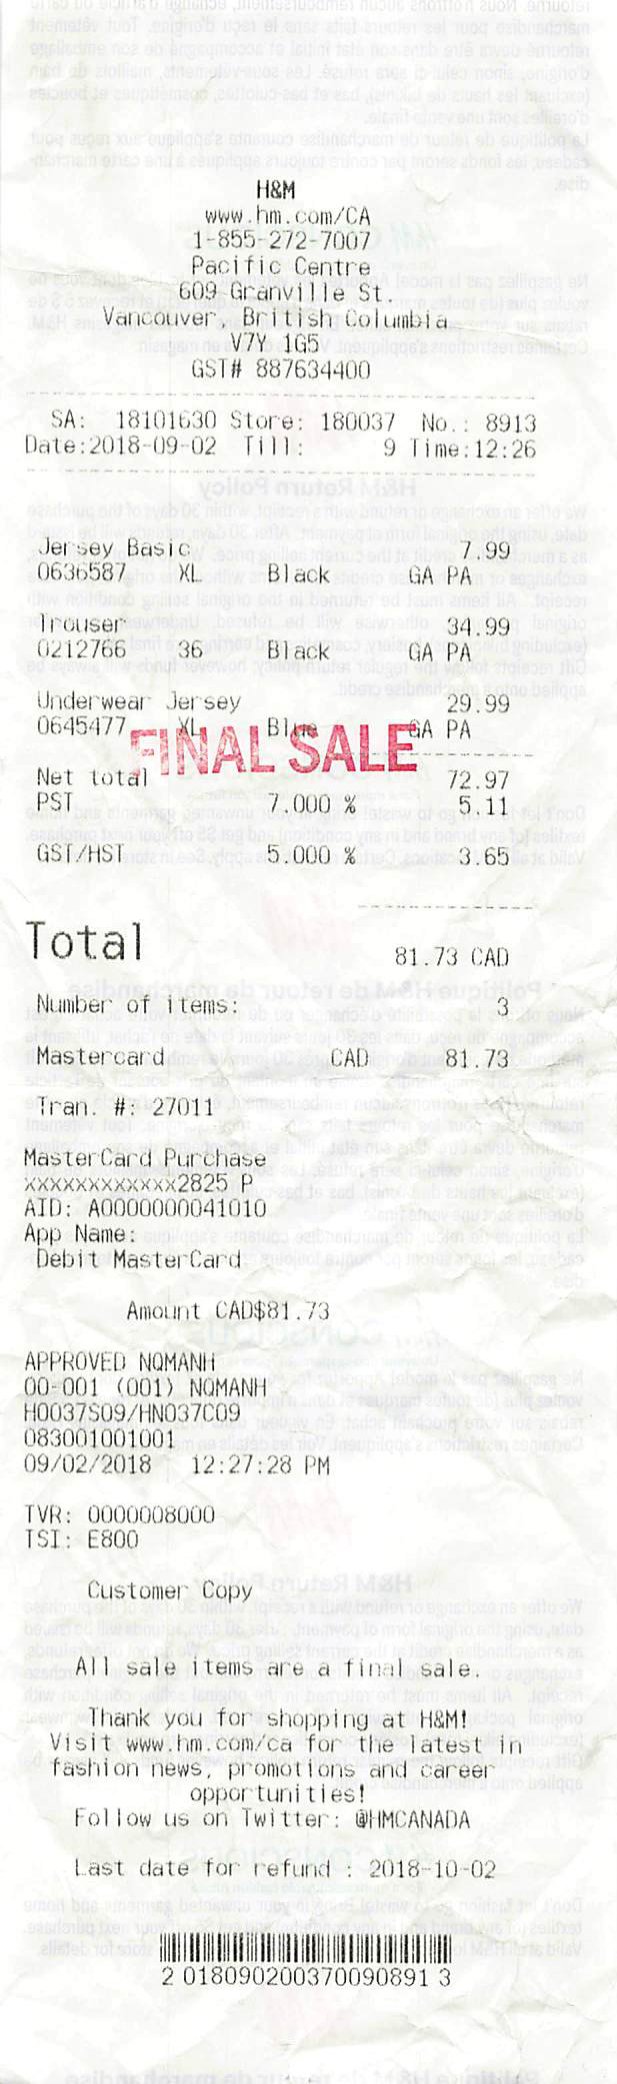 H&M
www.hm.com/CA
1-855-272-7007
Pacific Centre
609 Granville St.
Vancouver, British Columbia
V7Y 1G5
GST# 887634400
SA: 18101630 Store: 180037 No.: 8913
Date:2018-09-02 Till: 9 Time:12:26
Jersey Basic 7.99
0636587 XL Black GA PA
Trouser 34.99
0212766 36 Black GA PA
Underwear Jersey 29.99
0645477 XL Blue GA PA
FINAL SALE
Net total 72.97
PST 7.000 % 5.11
GST/HST 5.000 % 3.65
Total 81.73 CAD
Number of items: 3
Mastercard CAD 81.73
Tran. #: 27011
MasterCard Purchase
XXXXXXXXXXXX2825 P
AID: A0000000041010
App Name:
Debit MasterCard
Amount CAD$81.73
APPROVED NQMANH
00-001 (001) NQMANH
H0037S09/HN037C09
083001001001
09/02/2018 12:27:28 PM
TVR: 0000008000
TSI: E800
Customer Copy
All sale items are a final sale.
Thank you for shopping at H&M!
Visit www.hm.com/ca for the latest in
fashion news, promotions and career
opportunities!
Follow us on Twitter: @HMCANADA
Last date for refund : 2018-10-02
2 018090200370090891 3